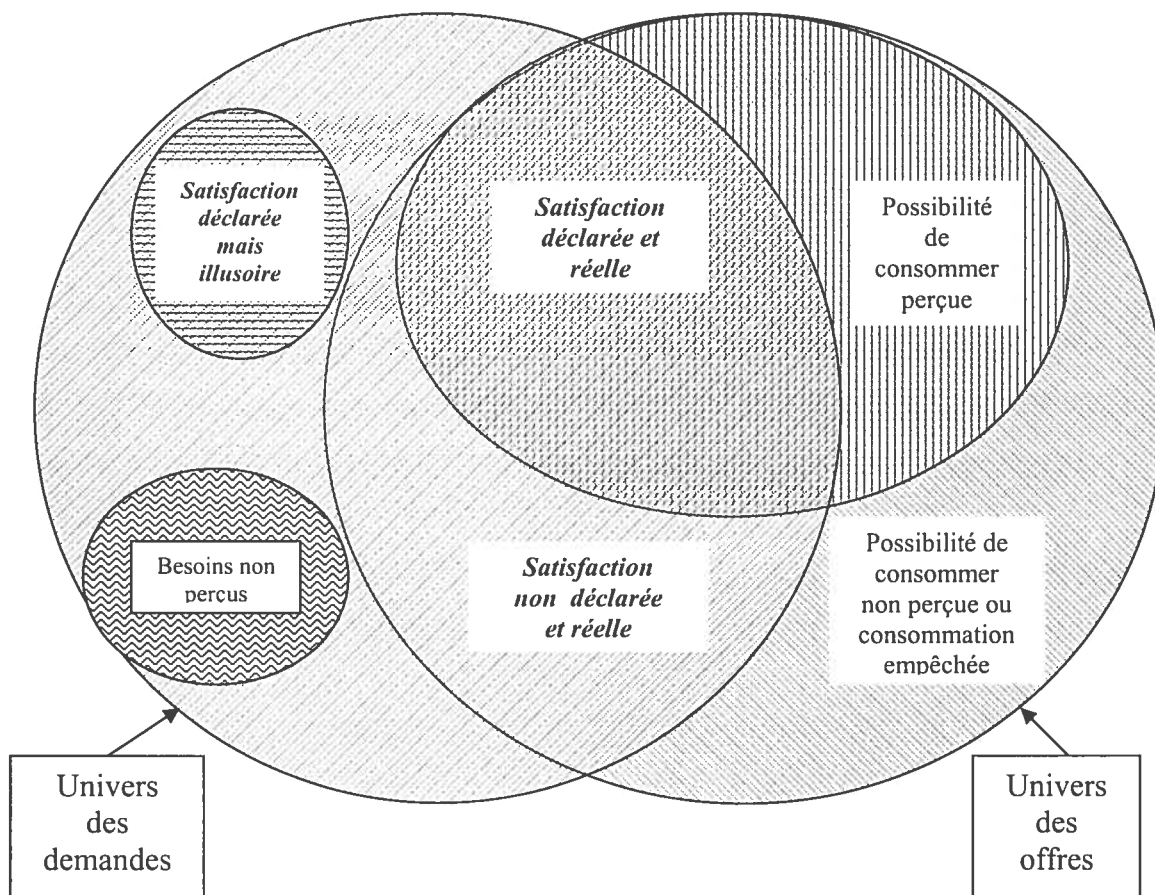 Satisfaction
déclarée
mais
illusoire
Satisfaction
déclarée et
réelle
Possibilité
de
consommer
perçue
Besoins non
perçus
Satisfaction
non déclarée
et réelle
Possibilité de
consommer
non perçue ou
consommation
empêchée
Univers
des
demandes
Univers
des
offres